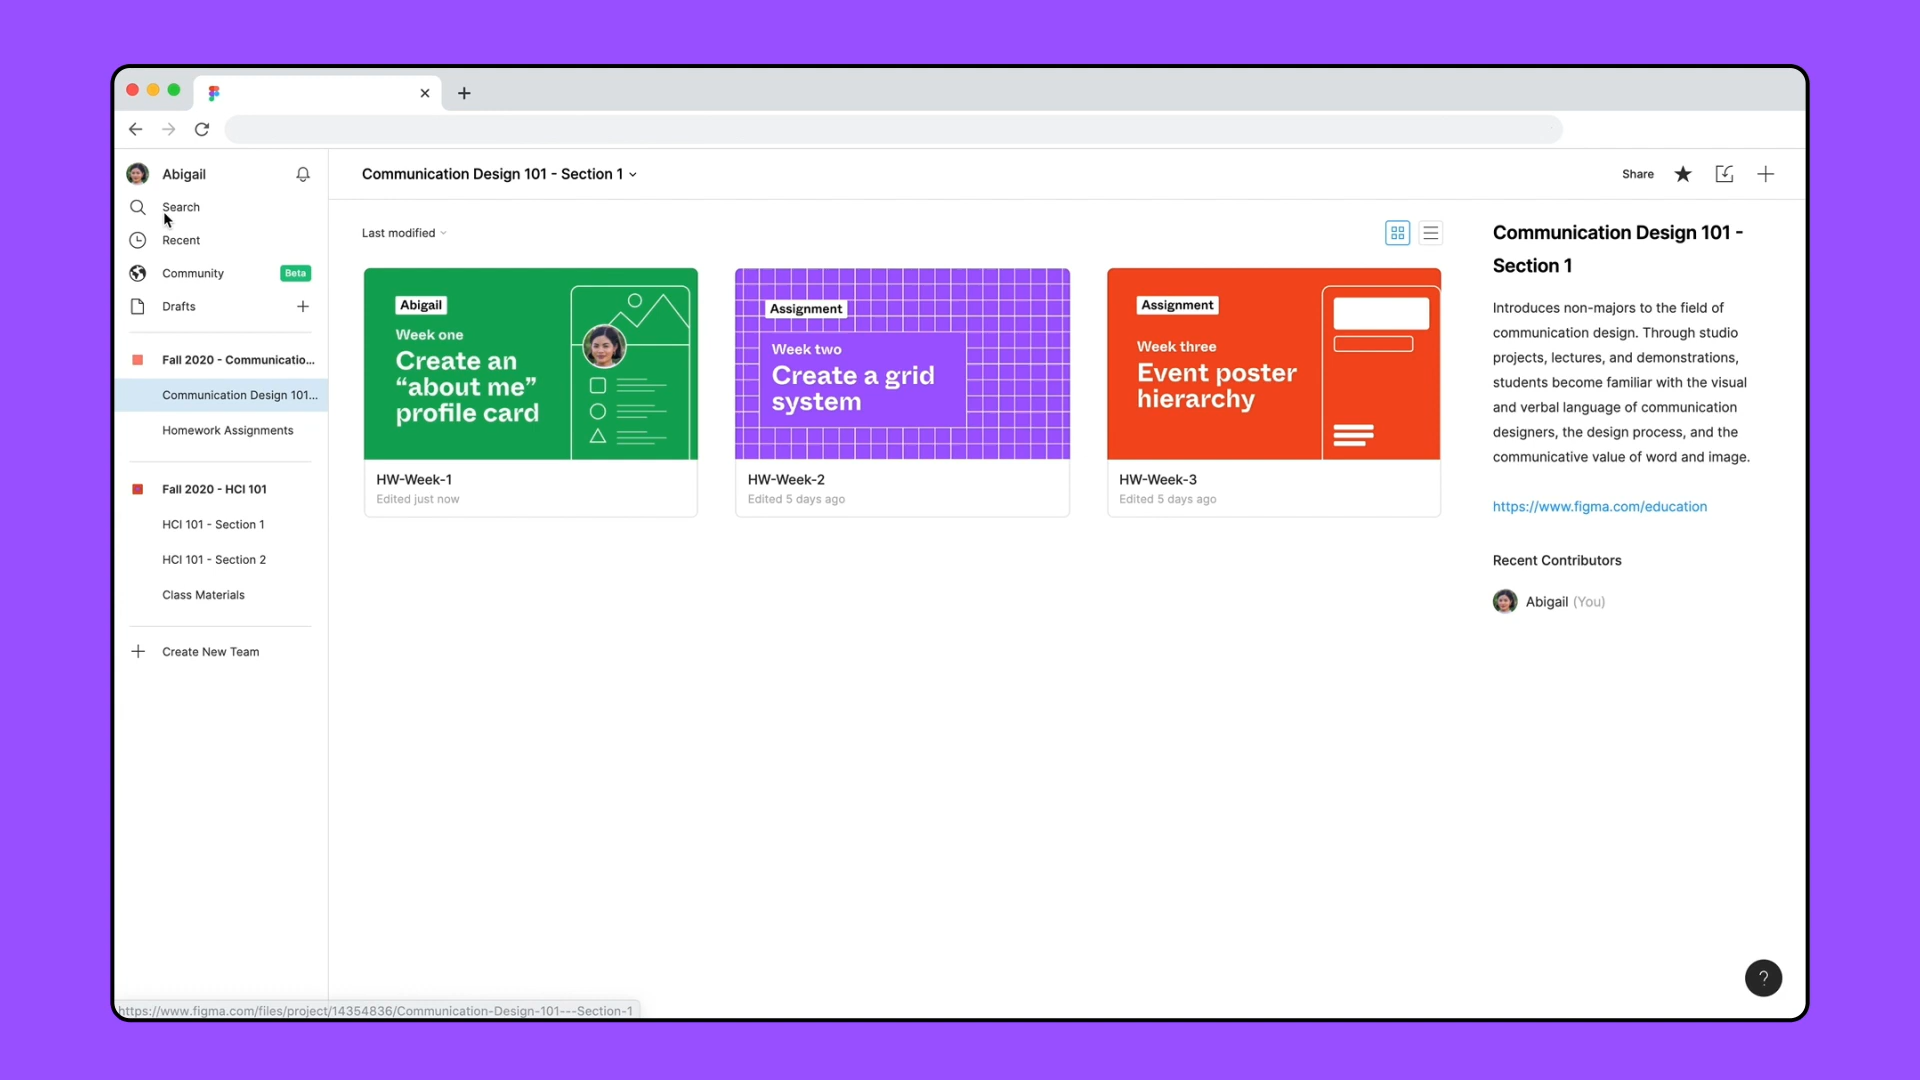 Abigail
Search
Recent
Community
Beta
Drafts
Fall 2020 - Communicatio...
Communication Design 101...
Homework Assignments
Fall 2020 - HCI 101
HCI 101 - Section 1
HCI 101 - Section 2
Class Materials
Create New Team
Communication Design 101 - Section 1
Share
Last modified
Abigail
Week one
Create an
“about me”
profile card
HW-Week-1
Edited just now
Assignment
Week two
Create a grid
system
HW-Week-2
Edited 5 days ago
Assignment
Week three
Event poster
hierarchy
HW-Week-3
Edited 5 days ago
Communication Design 101 -
Section 1
Introduces non-majors to the field of
communication design. Through studio
projects, lectures, and demonstrations,
students become familiar with the visual
and verbal language of communication
designers, the design process, and the
communicative value of word and image.
https://www.figma.com/education
Recent Contributors
Abigail (You)
?
https://www.figma.com/files/project/14354836/Communication-Design-101---Section-1